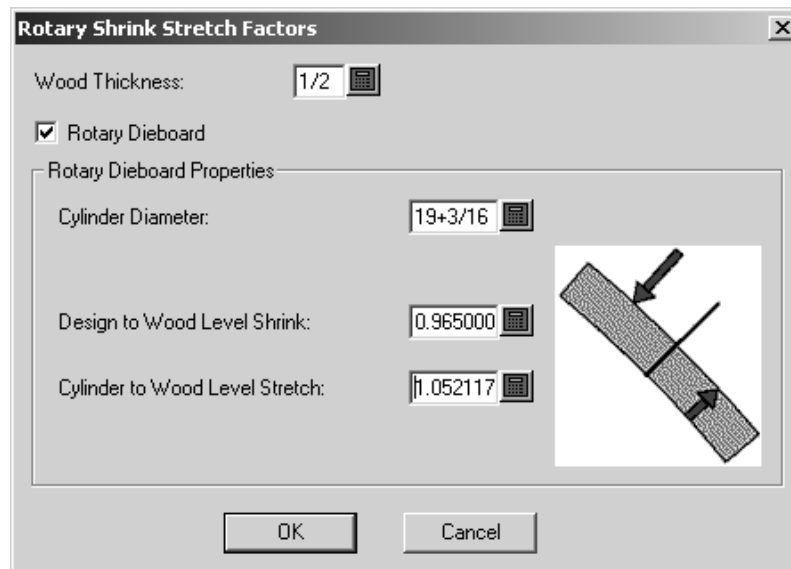 Rotary Shrink Stretch Factors
Wood Thickness: 1/2
Rotary Dieboard
Rotary Dieboard Properties
Cylinder Diameter: 19+3/16
Design to Wood Level Shrink: 0.965000
Cylinder to Wood Level Stretch: 1.052117
OK Cancel